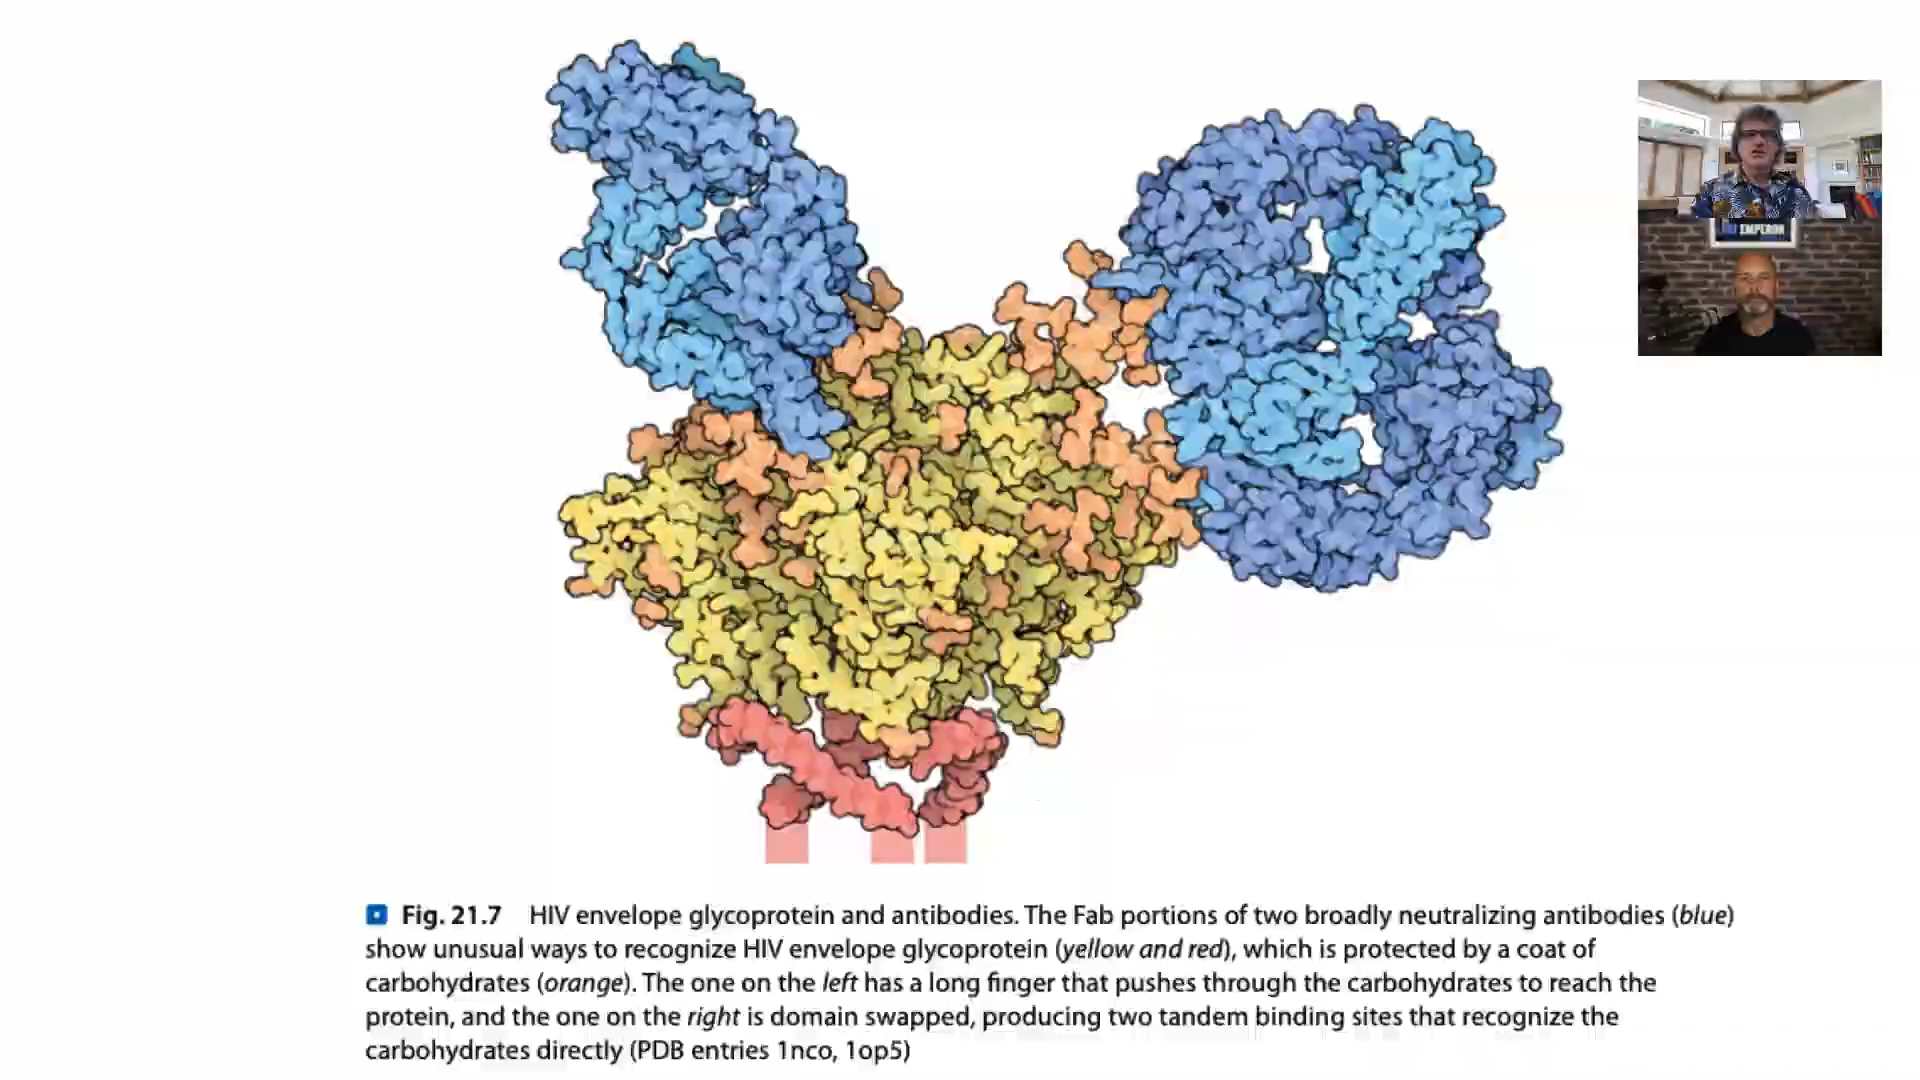 EMPEROR
Fig. 21.7 HIV envelope glycoprotein and antibodies. The Fab portions of two broadly neutralizing antibodies (blue)
show unusual ways to recognize HIV envelope glycoprotein (yellow and red), which is protected by a coat of
carbohydrates (orange). The one on the left has a long finger that pushes through the carbohydrates to reach the
protein, and the one on the right is domain swapped, producing two tandem binding sites that recognize the
carbohydrates directly (PDB entries 1nco, 1op5)